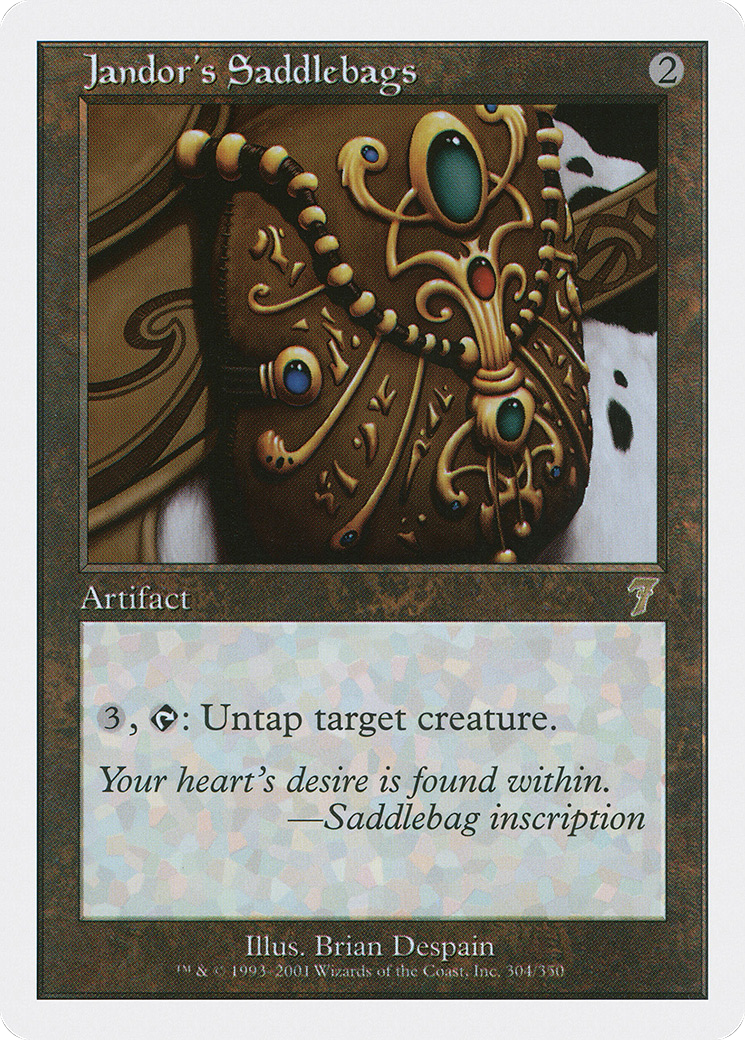 Jandor's Saddlebags 2
Artifact
3, : Untap target creature.
Your heart's desire is found within.
—Saddlebag inscription
Illus. Brian Despain
™ & © 1993-2001 Wizards of the Coast, Inc. 304/350